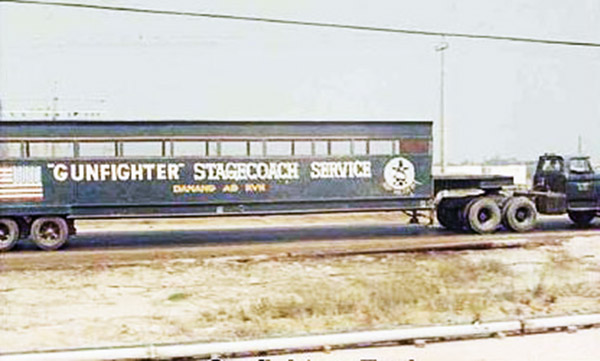 "GUNFIGHTER" STAGECOACH SERVICE
DANANG AB RVN